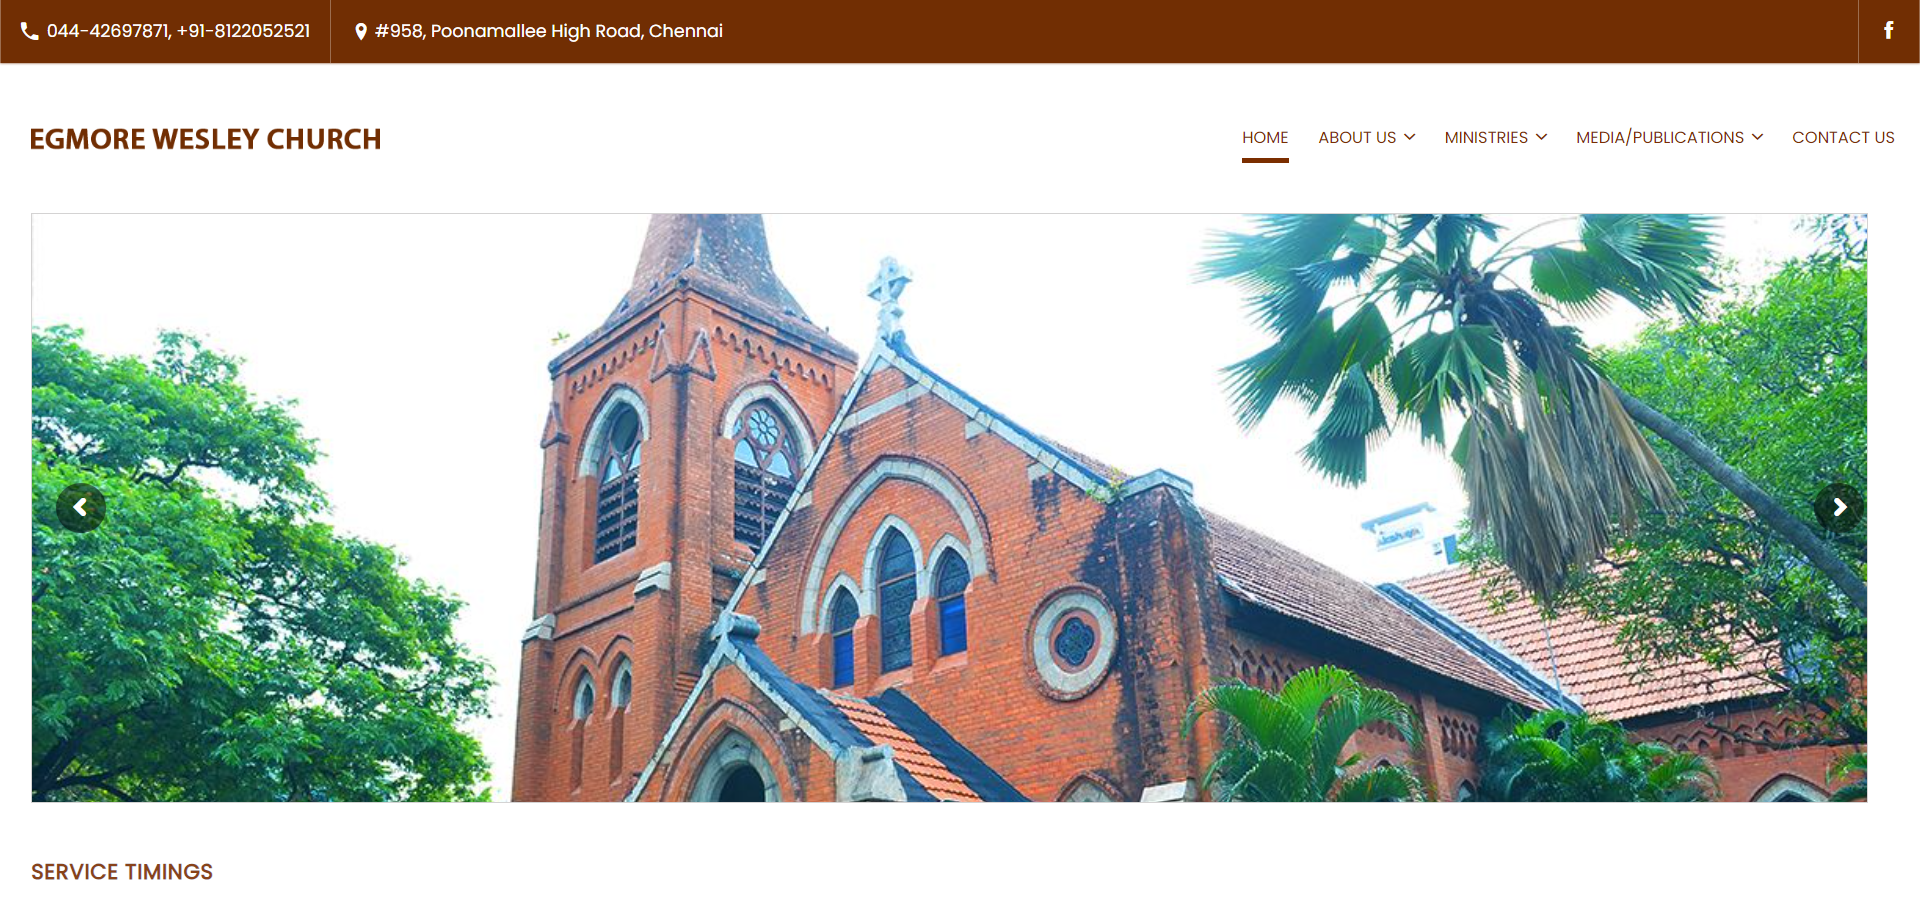 044-42697871, +91-8122052521
#958, Poonamallee High Road, Chennai
EGMORE WESLEY CHURCH
HOME
ABOUT US
MINISTRIES
MEDIA/PUBLICATIONS
CONTACT US
SERVICE TIMINGS